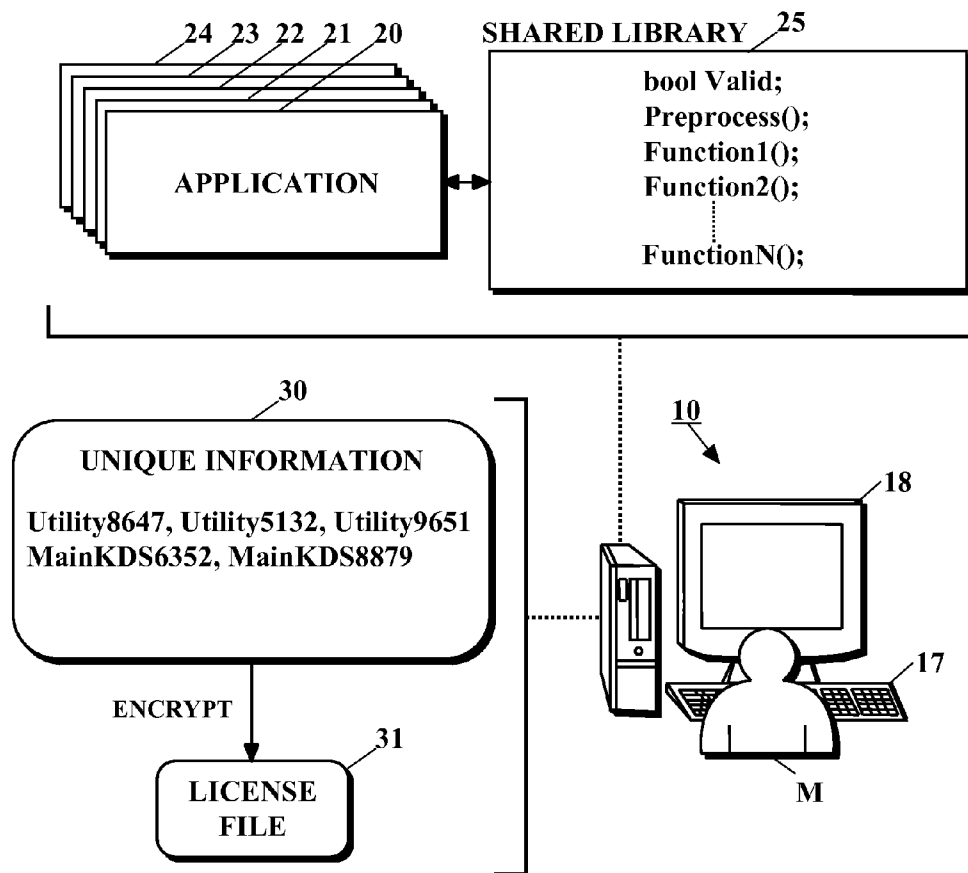 24 23 22 21 20
SHARED LIBRARY
25
APPLICATION
bool Valid;
Preprocess();
Function1();
Function2();
FunctionN();
30
UNIQUE INFORMATION
Utility8647, Utility5132, Utility9651
MainKDS6352, MainKDS8879
ENCRYPT
31
LICENSE
FILE
10
18
17
M